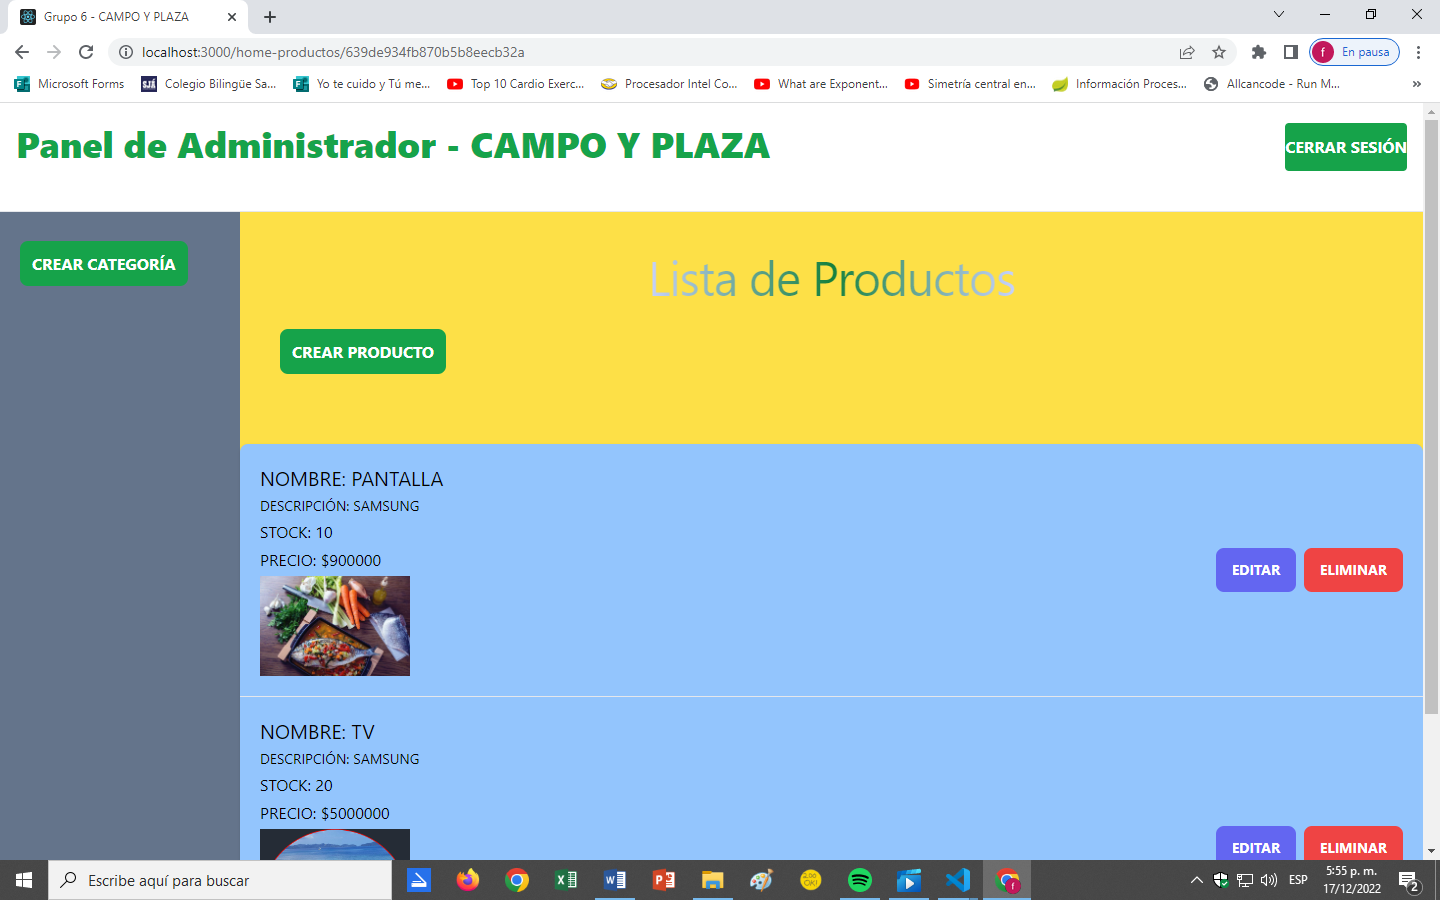 Grupo 6 - CAMPO Y PLAZA
localhost:3000/home-productos/639de934fb870b5b8eecb32a
f En pausa
Microsoft Forms
SJA Colegio Bilingüe Sa...
Yo te cuido y Tú me...
Top 10 Cardio Exerc...
Procesador Intel Co...
What are Exponent...
Simetría central en...
Información Proces...
Allcancode - Run M...
»
Panel de Administrador - CAMPO Y PLAZA
CERRAR SESIÓN
CREAR CATEGORÍA
Lista de Productos
CREAR PRODUCTO
NOMBRE: PANTALLA
DESCRIPCIÓN: SAMSUNG
STOCK: 10
PRECIO: $900000
EDITAR
ELIMINAR
NOMBRE: TV
DESCRIPCIÓN: SAMSUNG
STOCK: 20
PRECIO: $5000000
EDITAR
ELIMINAR
Escribe aquí para buscar
ESP
5:55 p. m.
17/12/2022
2